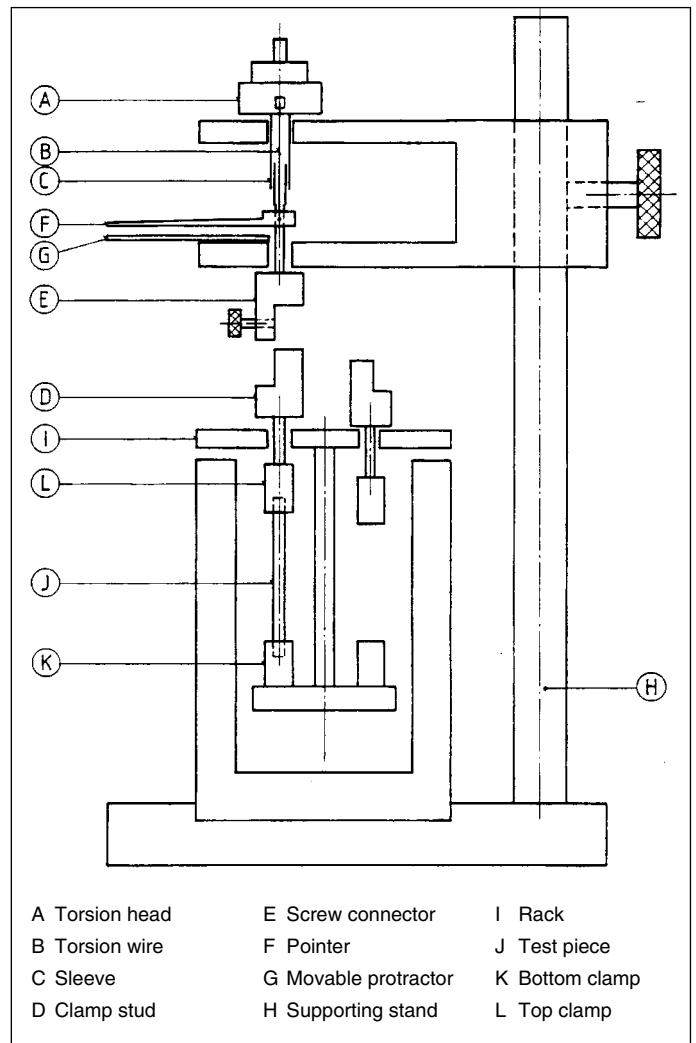 A
B
C
F
G
E
D
I
L
J
K
H
A Torsion head
B Torsion wire
C Sleeve
D Clamp stud
E Screw connector
F Pointer
G Movable protractor
H Supporting stand
I Rack
J Test piece
K Bottom clamp
L Top clamp